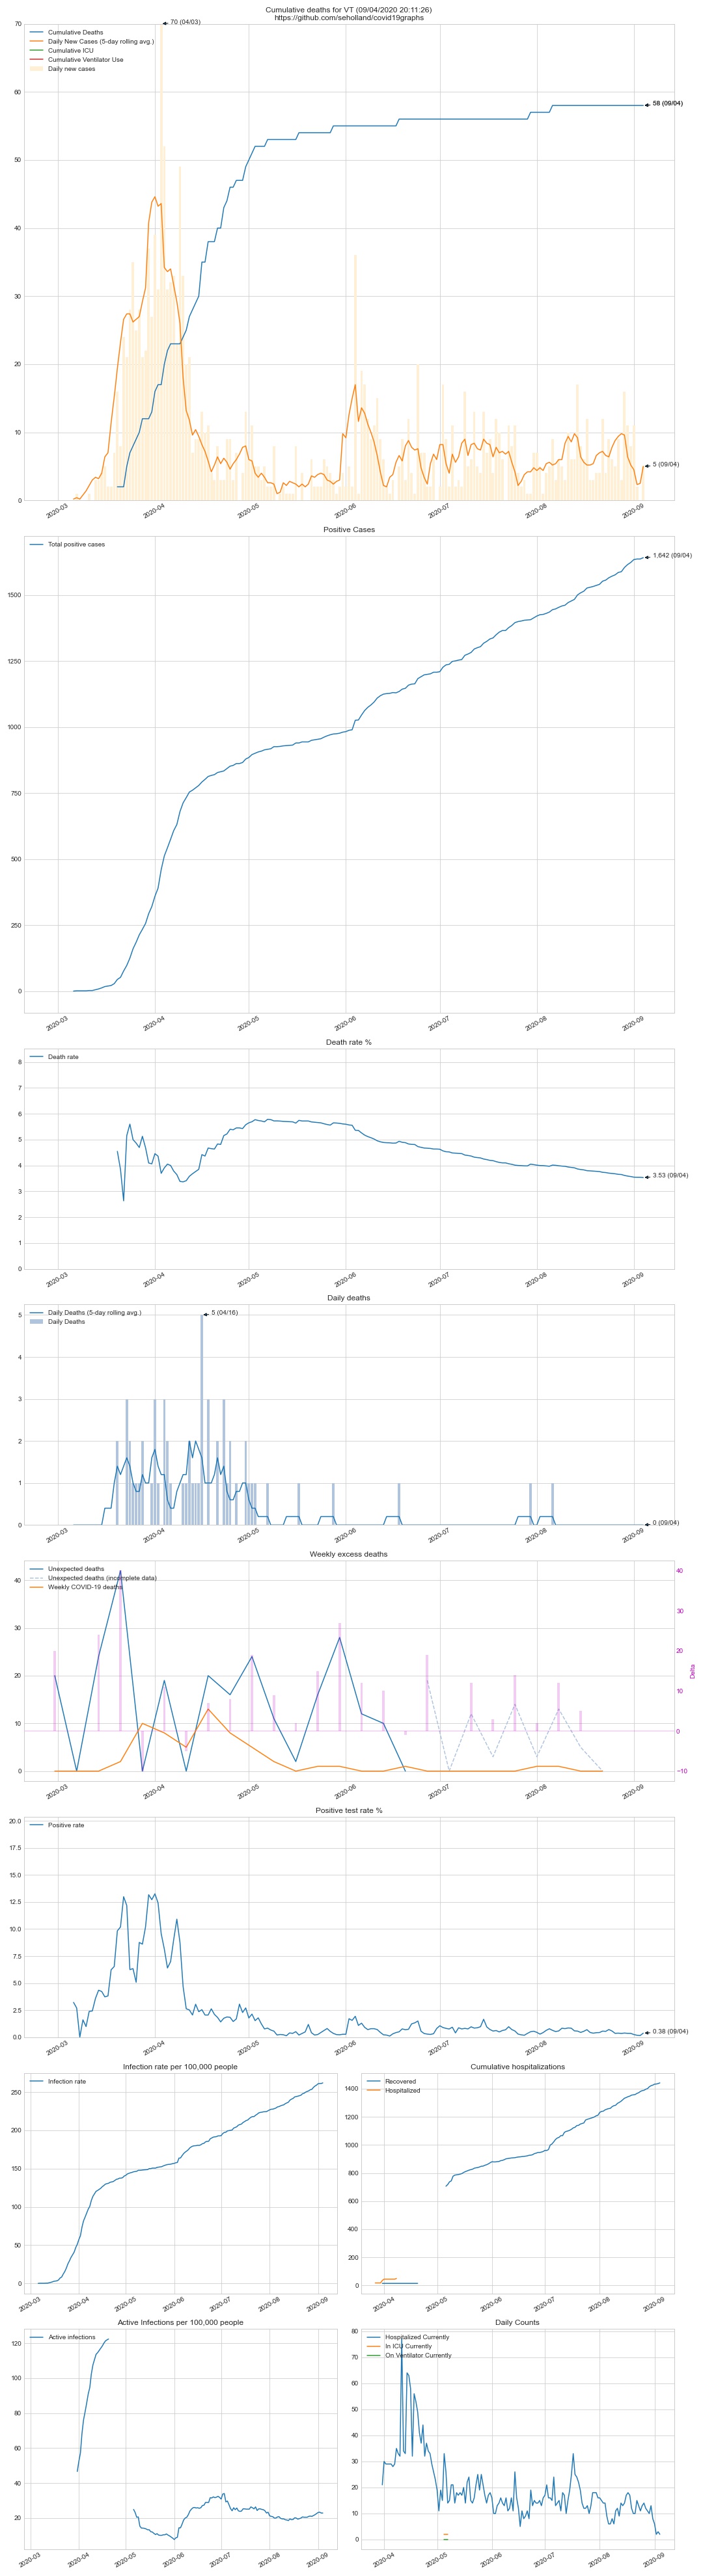 Cumulative deaths for VT (09/04/2020 20:11:26)
https://github.com/seholland/covid19graphs
Cumulative Deaths
Daily New Cases (5-day rolling avg.)
Cumulative ICU
Cumulative Ventilator Use
Daily new cases
70 (04/03)
58 (09/04)
5 (09/04)
70
60
50
40
30
20
10
0
2020-03 2020-04 2020-05 2020-06 2020-07 2020-08 2020-09
Positive Cases
Total positive cases
1,642 (09/04)
1500
1250
1000
750
500
250
0
2020-03 2020-04 2020-05 2020-06 2020-07 2020-08 2020-09
Death rate %
Death rate
3.53 (09/04)
8
7
6
5
4
3
2
1
0
2020-03 2020-04 2020-05 2020-06 2020-07 2020-08 2020-09
Daily deaths
Daily Deaths (5-day rolling avg.)
Daily Deaths
5 (04/16)
0 (09/04)
5
4
3
2
1
0
2020-03 2020-04 2020-05 2020-06 2020-07 2020-08 2020-09
Weekly excess deaths
Unexpected deaths
Unexpected deaths (incomplete data)
Weekly COVID-19 deaths
40
30
20
10
0
40
30
20
10
0
−10
Delta
2020-03 2020-04 2020-05 2020-06 2020-07 2020-08 2020-09
Positive test rate %
Positive rate
0.38 (09/04)
20.0
17.5
15.0
12.5
10.0
7.5
5.0
2.5
0.0
2020-03 2020-04 2020-05 2020-06 2020-07 2020-08 2020-09
Infection rate per 100,000 people
Infection rate
250
200
150
100
50
0
2020-03 2020-04 2020-05 2020-06 2020-07 2020-08 2020-09
Cumulative hospitalizations
Recovered
Hospitalized
1400
1200
1000
800
600
400
200
0
2020-04 2020-05 2020-06 2020-07 2020-08 2020-09
Active Infections per 100,000 people
Active infections
120
100
80
60
40
20
2020-03 2020-04 2020-05 2020-06 2020-07 2020-08 2020-09
Daily Counts
Hospitalized Currently
In ICU Currently
On Ventilator Currently
80
70
60
50
40
30
20
10
0
2020-04 2020-05 2020-06 2020-07 2020-08 2020-09